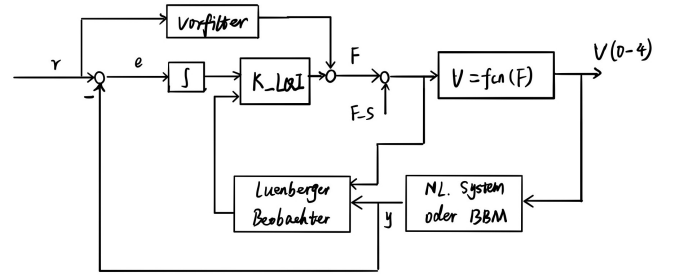 Vorfilter
r
e
∫
K_LQI
F
F_S
V = fcn(F)
V(0-4)
-
Luenberger
Beobachter
y
NL. System
oder BBM